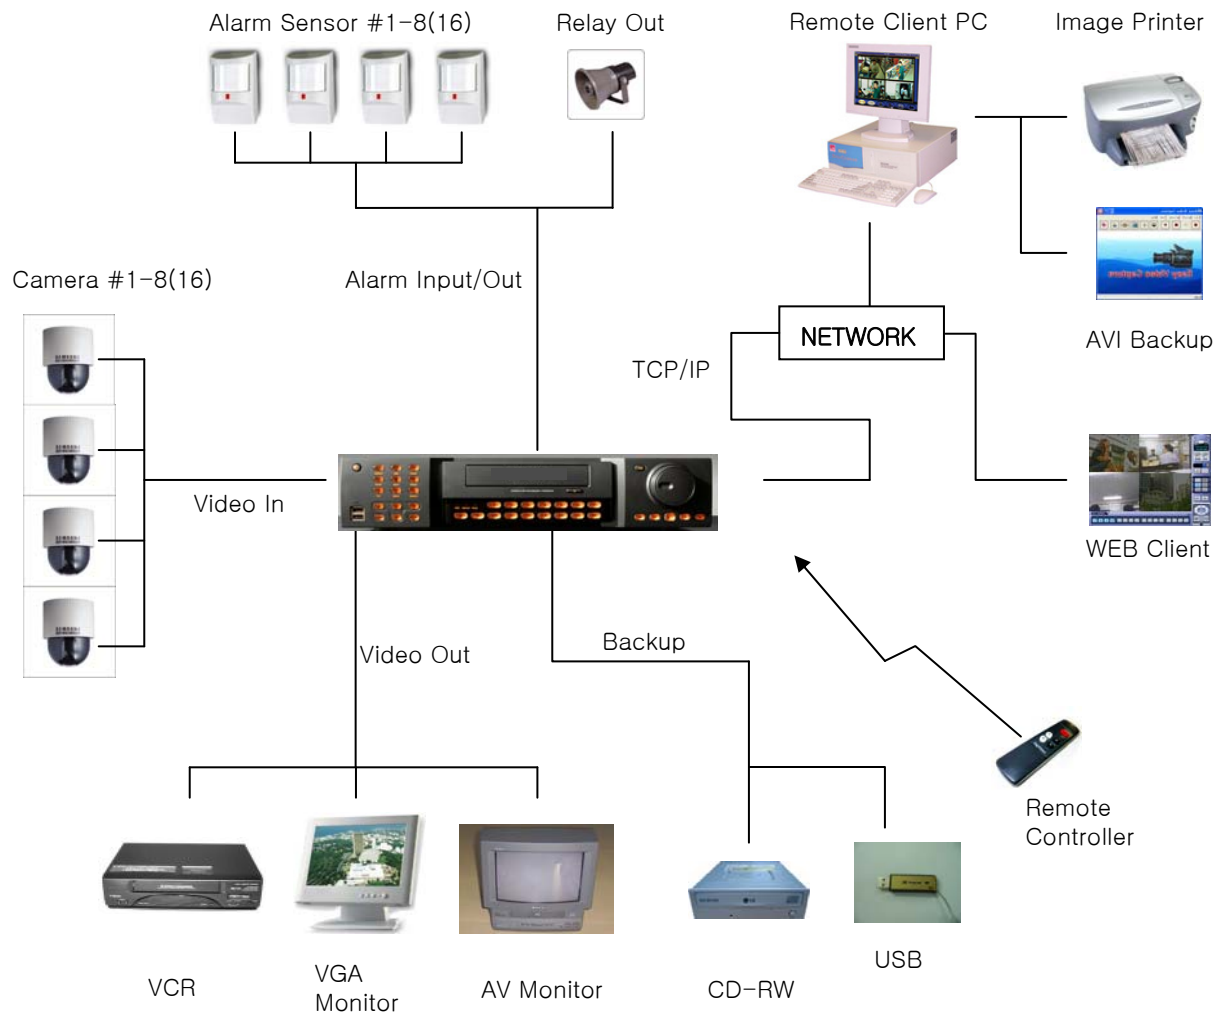 Alarm Sensor #1-8(16)
Relay Out
Remote Client PC
Image Printer
Camera #1-8(16)
Alarm Input/Out
NETWORK
AVI Backup
TCP/IP
Video In
WEB Client
Video Out
Backup
Remote
Controller
VCR
VGA
Monitor
AV Monitor
CD-RW
USB